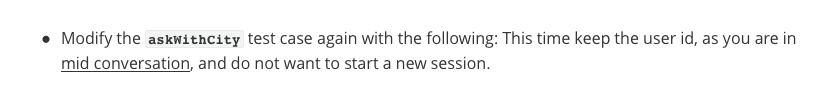 • Modify the askWithCity test case again with the following: This time keep the user id, as you are in
mid conversation, and do not want to start a new session.